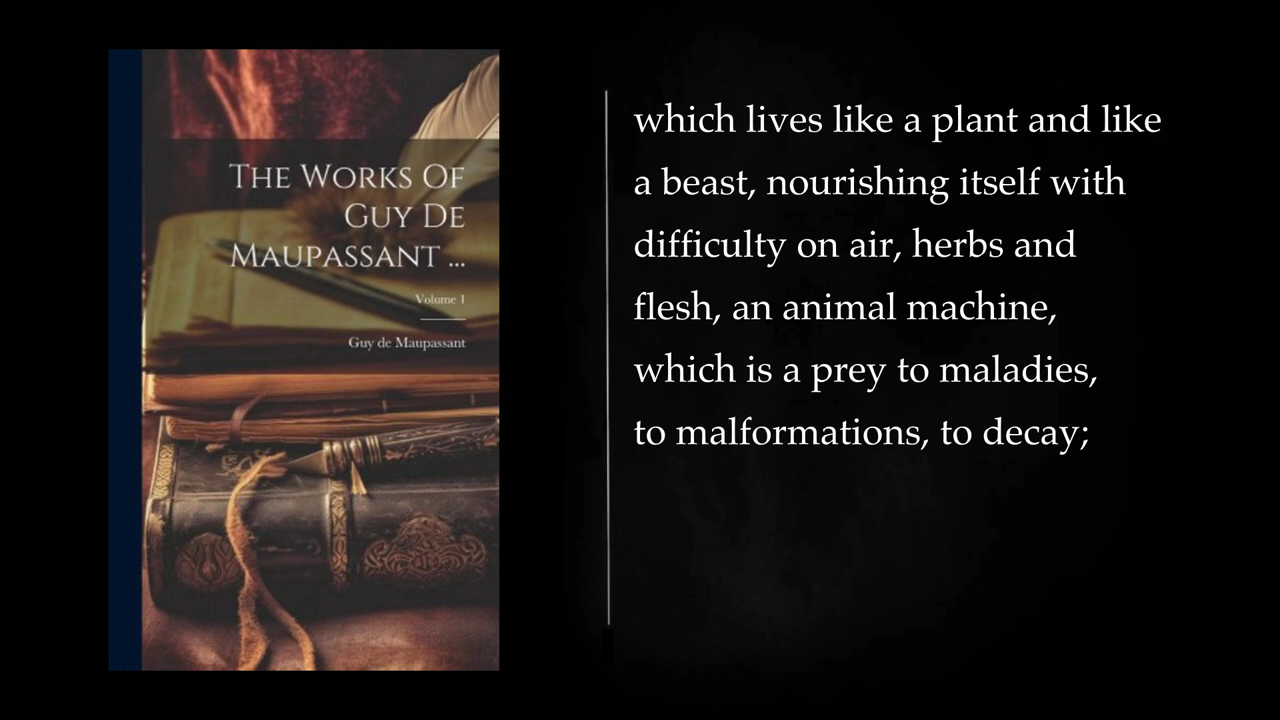 The Works Of
Guy De
Maupassant ...
Volume 1
Guy de Maupassant
which lives like a plant and like
a beast, nourishing itself with
difficulty on air, herbs and
flesh, an animal machine,
which is a prey to maladies,
to malformations, to decay;